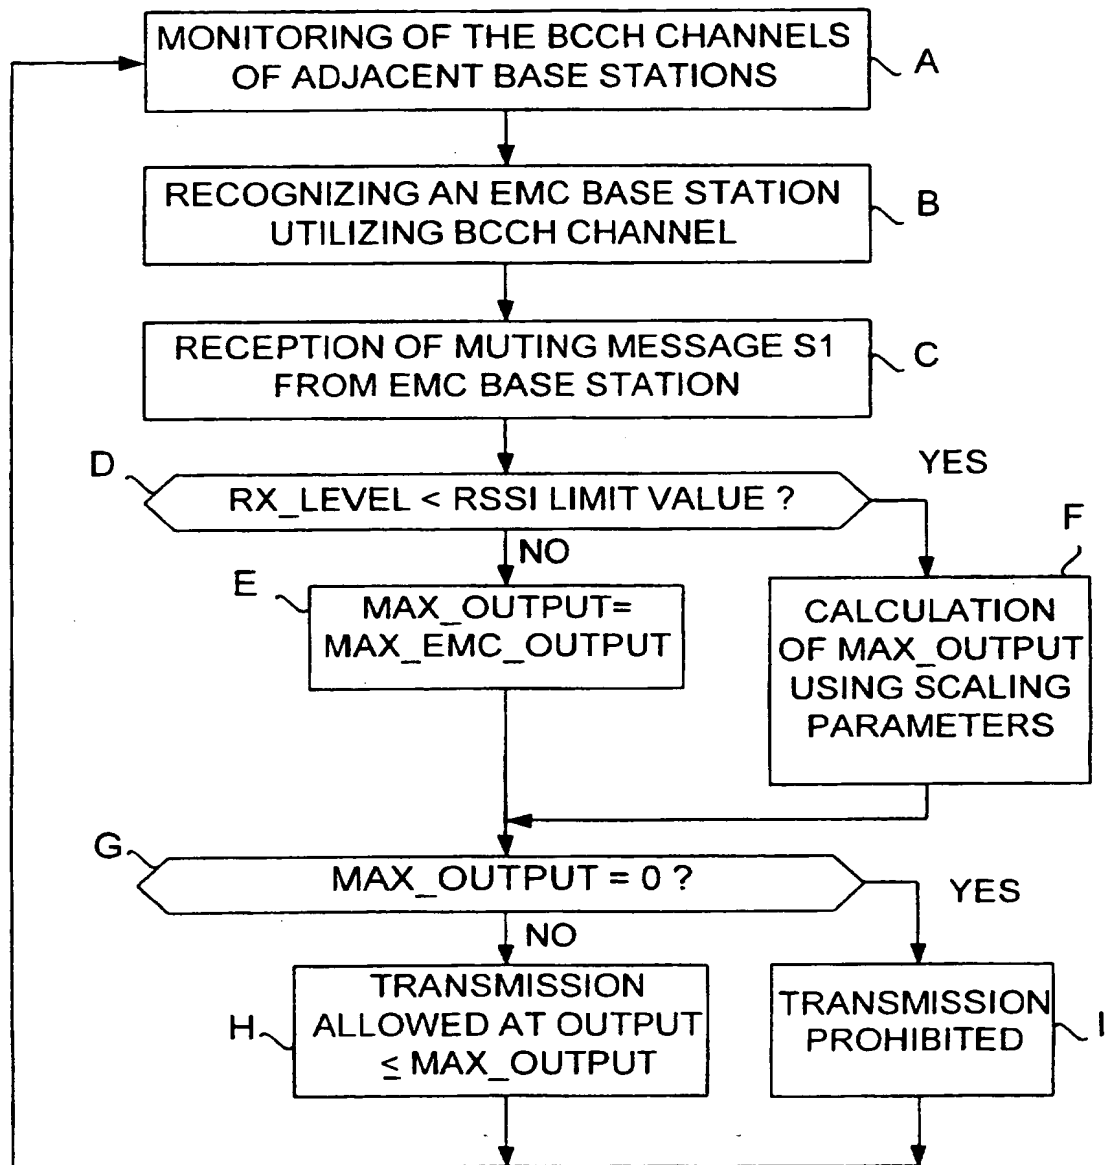 MONITORING OF THE BCCH CHANNELS
OF ADJACENT BASE STATIONS
A
RECOGNIZING AN EMC BASE STATION
UTILIZING BCCH CHANNEL
B
RECEPTION OF MUTING MESSAGE S1
FROM EMC BASE STATION
C
D
RX_LEVEL < RSSI LIMIT VALUE ?
YES
NO
E
MAX_OUTPUT=
MAX_EMC_OUTPUT
F
CALCULATION
OF MAX_OUTPUT
USING SCALING
PARAMETERS
G
MAX_OUTPUT = 0 ?
YES
NO
H
TRANSMISSION
ALLOWED AT OUTPUT
≤ MAX_OUTPUT
TRANSMISSION
PROHIBITED
I